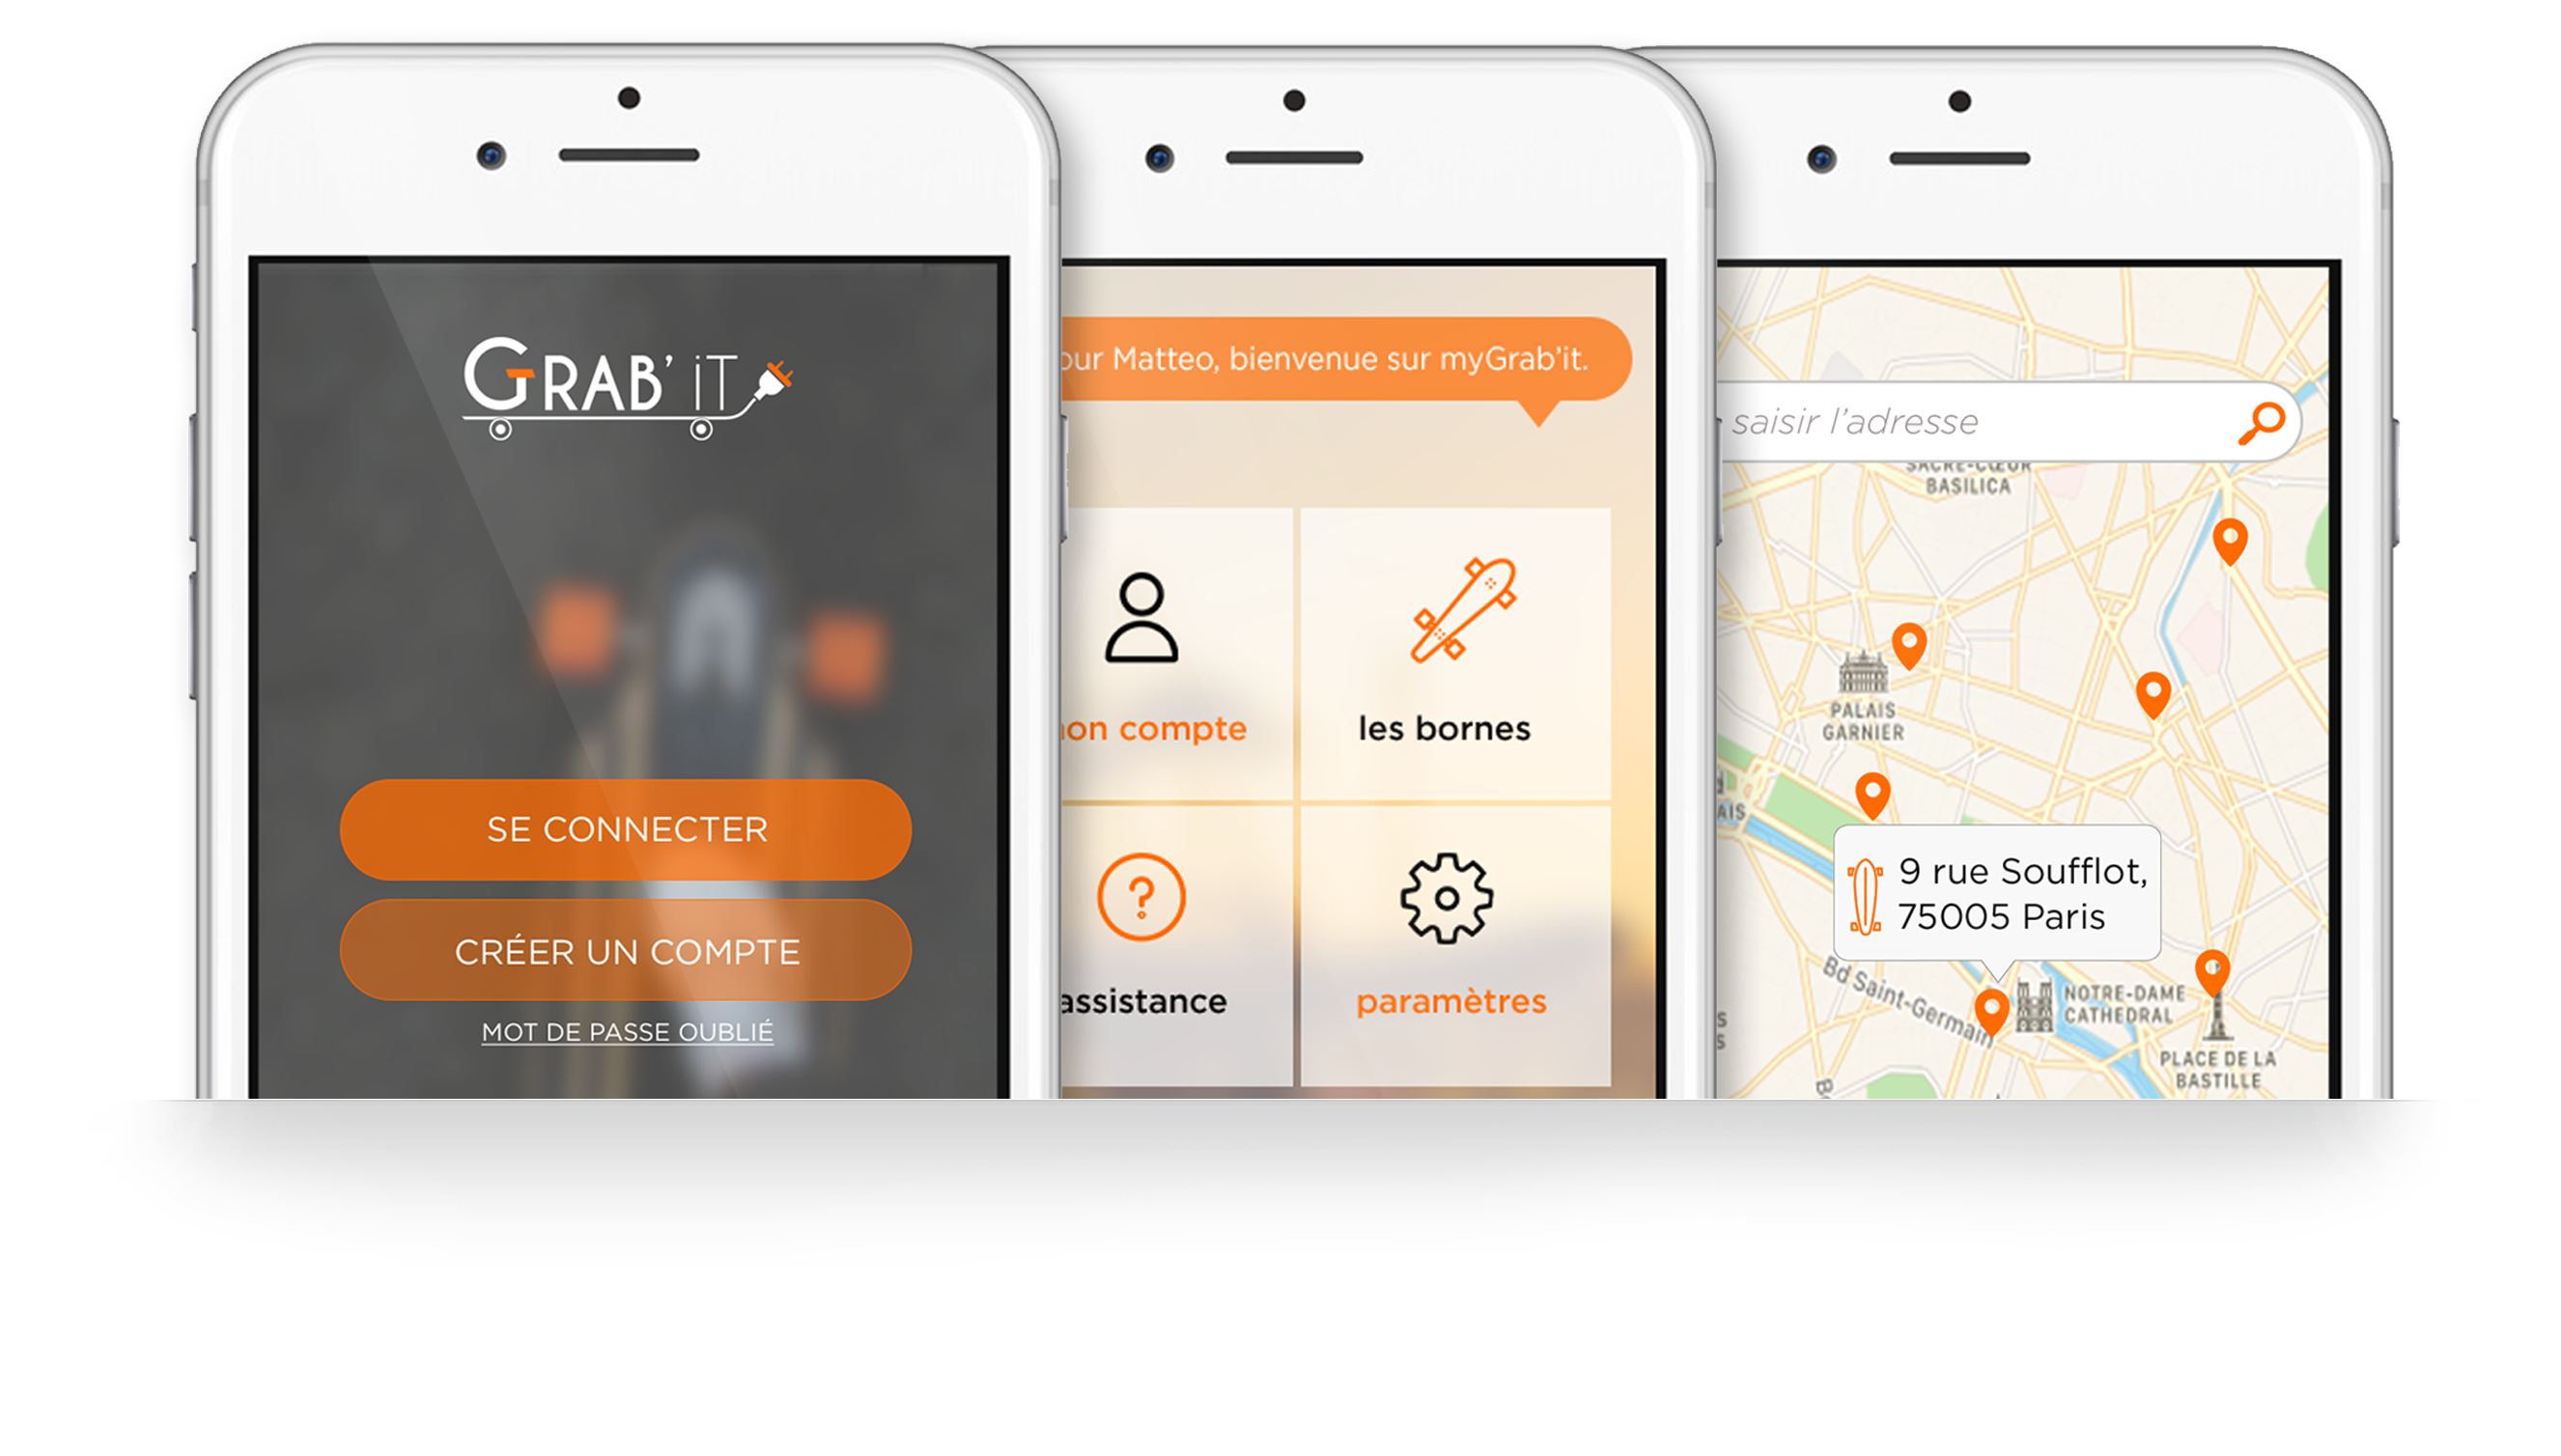 GRAB' iT
SE CONNECTER
CRÉER UN COMPTE
MOT DE PASSE OUBLIÉ
our Matteo, bienvenue sur myGrab'it.
on compte
les bornes
assistance
paramètres
saisir l'adresse
SACRÉ-CŒUR
BASILICA
PALAIS
GARNIER
AIS
9 rue Soufflot,
75005 Paris
Bd Saint-Germain
NOTRE-DAME
CATHEDRAL
PLACE DE LA
BASTILLE